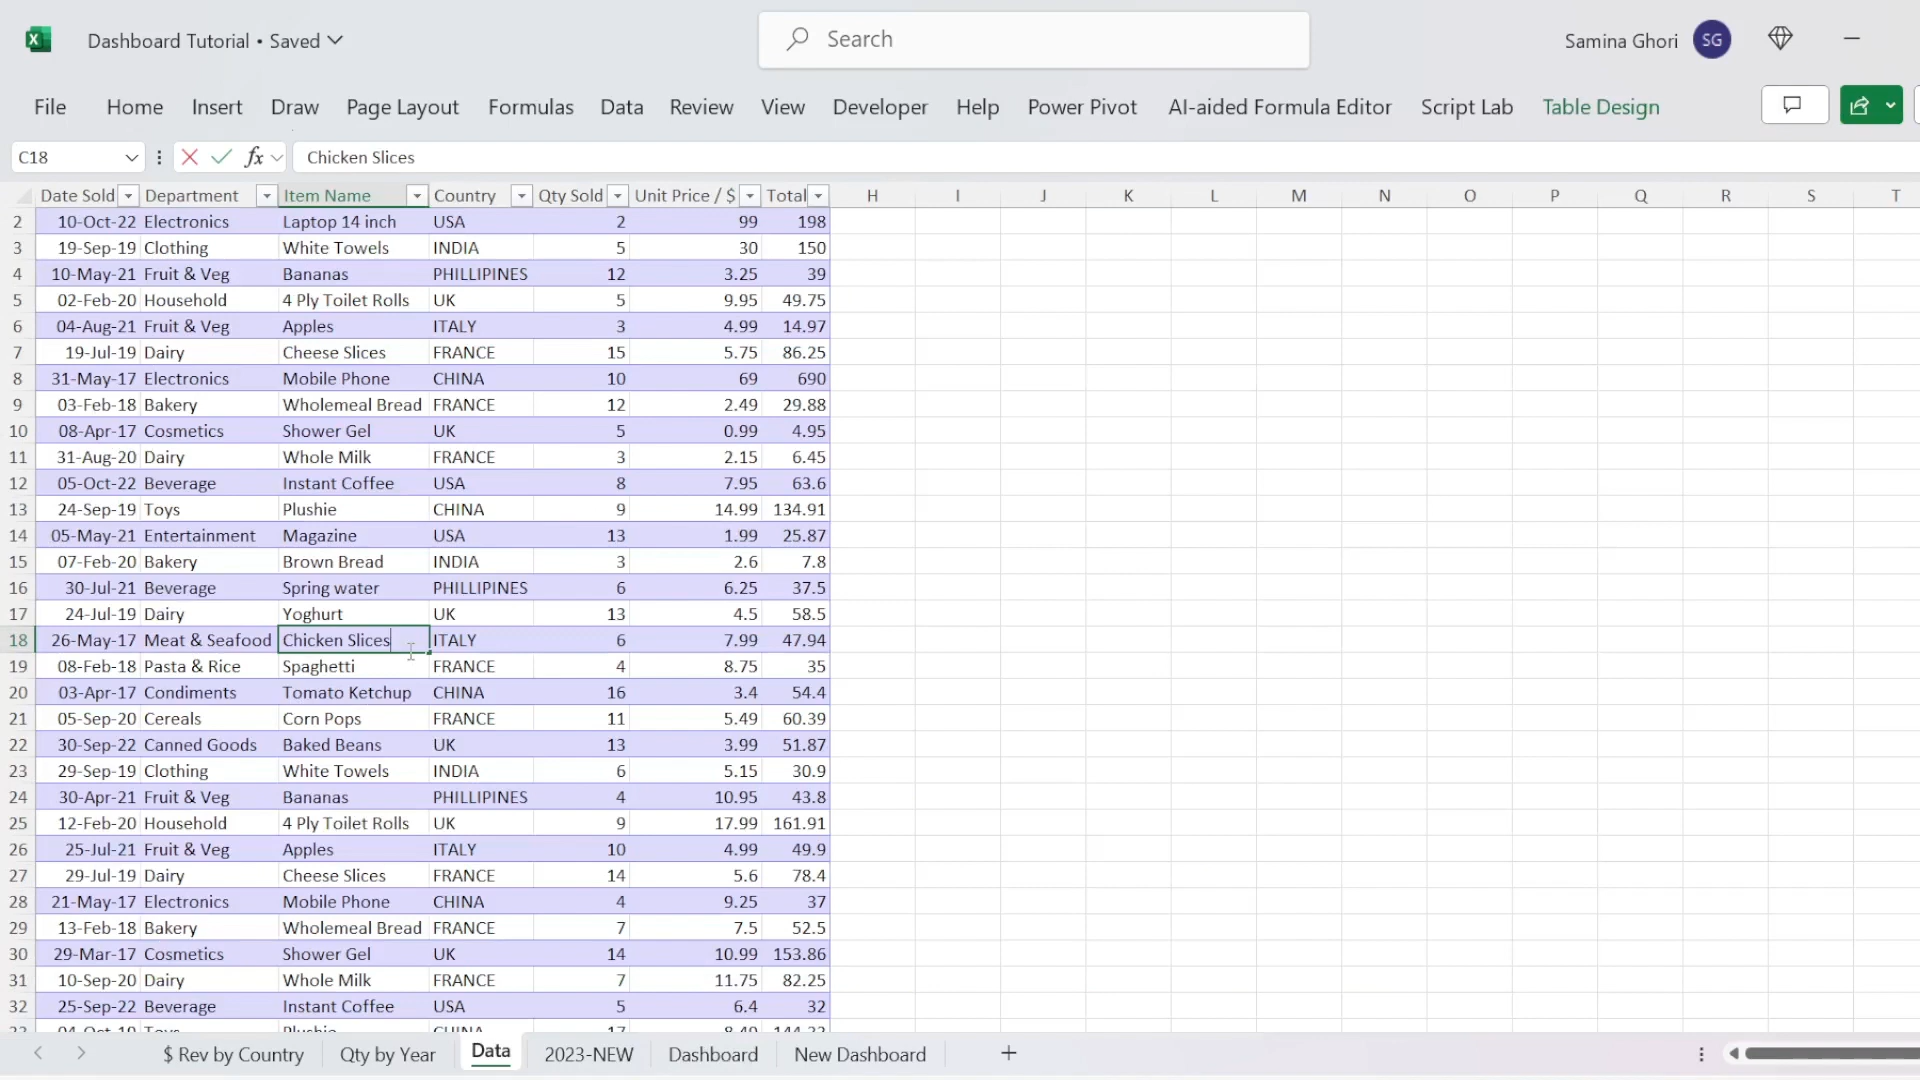 Dashboard Tutorial • Saved
Search
Samina Ghori SG
File Home Insert Draw Page Layout Formulas Data Review View Developer Help Power Pivot AI-aided Formula Editor Script Lab Table Design
C18 fx Chicken Slices
Date Sold Department Item Name Country Qty Sold Unit Price / $ Total H I J K L M N O P Q R S T
2 10-Oct-22 Electronics Laptop 14 inch USA 2 99 198
3 19-Sep-19 Clothing White Towels INDIA 5 30 150
4 10-May-21 Fruit & Veg Bananas PHILLIPINES 12 3.25 39
5 02-Feb-20 Household 4 Ply Toilet Rolls UK 5 9.95 49.75
6 04-Aug-21 Fruit & Veg Apples ITALY 3 4.99 14.97
7 19-Jul-19 Dairy Cheese Slices FRANCE 15 5.75 86.25
8 31-May-17 Electronics Mobile Phone CHINA 10 69 690
9 03-Feb-18 Bakery Wholemeal Bread FRANCE 12 2.49 29.88
10 08-Apr-17 Cosmetics Shower Gel UK 5 0.99 4.95
11 31-Aug-20 Dairy Whole Milk FRANCE 3 2.15 6.45
12 05-Oct-22 Beverage Instant Coffee USA 8 7.95 63.6
13 24-Sep-19 Toys Plushie CHINA 9 14.99 134.91
14 05-May-21 Entertainment Magazine USA 13 1.99 25.87
15 07-Feb-20 Bakery Brown Bread INDIA 3 2.6 7.8
16 30-Jul-21 Beverage Spring water PHILLIPINES 6 6.25 37.5
17 24-Jul-19 Dairy Yoghurt UK 13 4.5 58.5
18 26-May-17 Meat & Seafood Chicken Slices ITALY 6 7.99 47.94
19 08-Feb-18 Pasta & Rice Spaghetti FRANCE 4 8.75 35
20 03-Apr-17 Condiments Tomato Ketchup CHINA 16 3.4 54.4
21 05-Sep-20 Cereals Corn Pops FRANCE 11 5.49 60.39
22 30-Sep-22 Canned Goods Baked Beans UK 13 3.99 51.87
23 29-Sep-19 Clothing White Towels INDIA 6 5.15 30.9
24 30-Apr-21 Fruit & Veg Bananas PHILLIPINES 4 10.95 43.8
25 12-Feb-20 Household 4 Ply Toilet Rolls UK 9 17.99 161.91
26 25-Jul-21 Fruit & Veg Apples ITALY 10 4.99 49.9
27 29-Jul-19 Dairy Cheese Slices FRANCE 14 5.6 78.4
28 21-May-17 Electronics Mobile Phone CHINA 4 9.25 37
29 13-Feb-18 Bakery Wholemeal Bread FRANCE 7 7.5 52.5
30 29-Mar-17 Cosmetics Shower Gel UK 14 10.99 153.86
31 10-Sep-20 Dairy Whole Milk FRANCE 7 11.75 82.25
32 25-Sep-22 Beverage Instant Coffee USA 5 6.4 32
$ Rev by Country Qty by Year Data 2023-NEW Dashboard New Dashboard